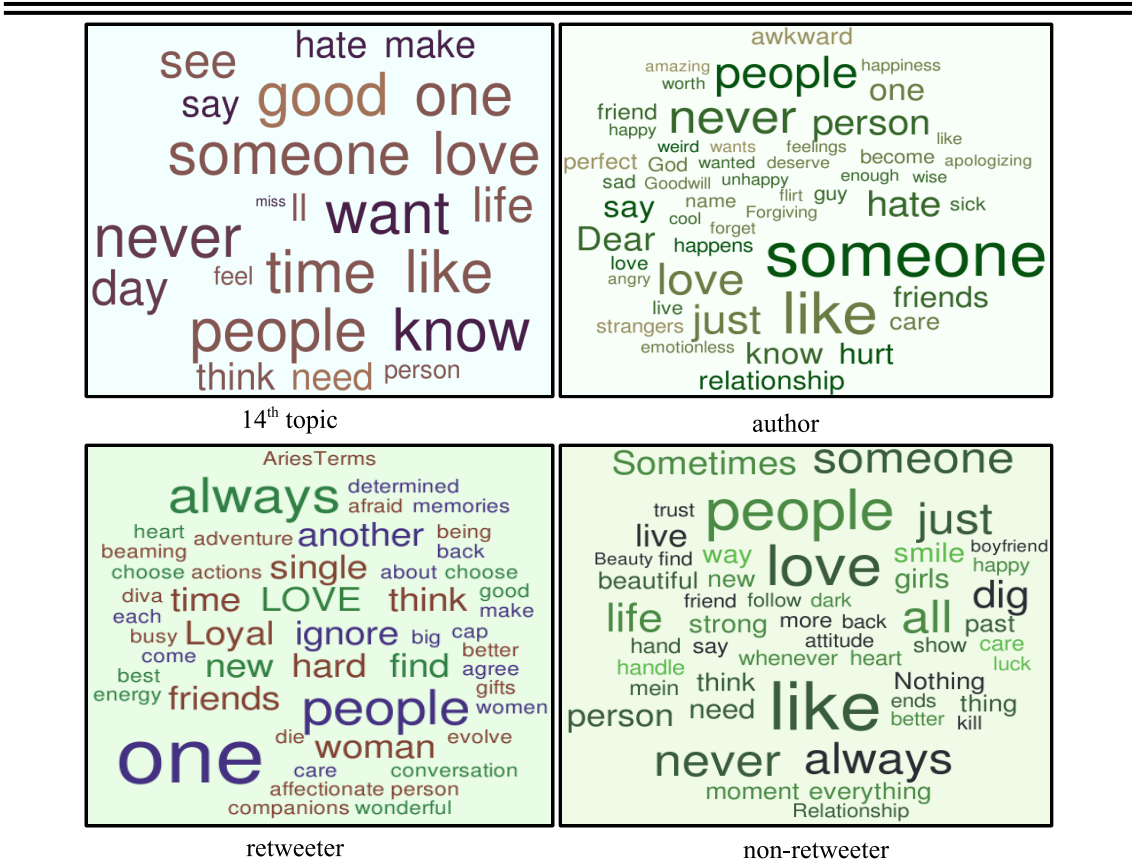 hate make
see
say good one
someone love
miss ll want life
never
day feel time like
people know
think need person
14th topic
awkward
amazing people happiness
worth one
friend never person like
happy
weird wants feelings
perfect God wanted deserve become apologizing
sad Goodwill unhappy enough wise
say name flirt guy hate sick
cool Forgiving
forget
Dear happens someone
love
angry love
live just like friends
strangers care
emotionless know hurt
relationship
author
AriesTerms
always determined
afraid memories
heart adventure another being
beaming back
choose actions single about choose
diva time LOVE think good
each make
busy Loyal ignore big cap
come better
best new hard find agree
energy friends gifts
people women
one die woman evolve
care conversation
affectionate person
companions wonderful
retweeter
Sometimes someone
trust people just
live
Beauty find way love smile boyfriend
beautiful new girls happy
friend follow dark dig
life strong more back all past
hand say attitude show care
handle whenever heart luck
mein think Nothing
person need like ends thing
better kill
never always
moment everything
Relationship
non-retweeter